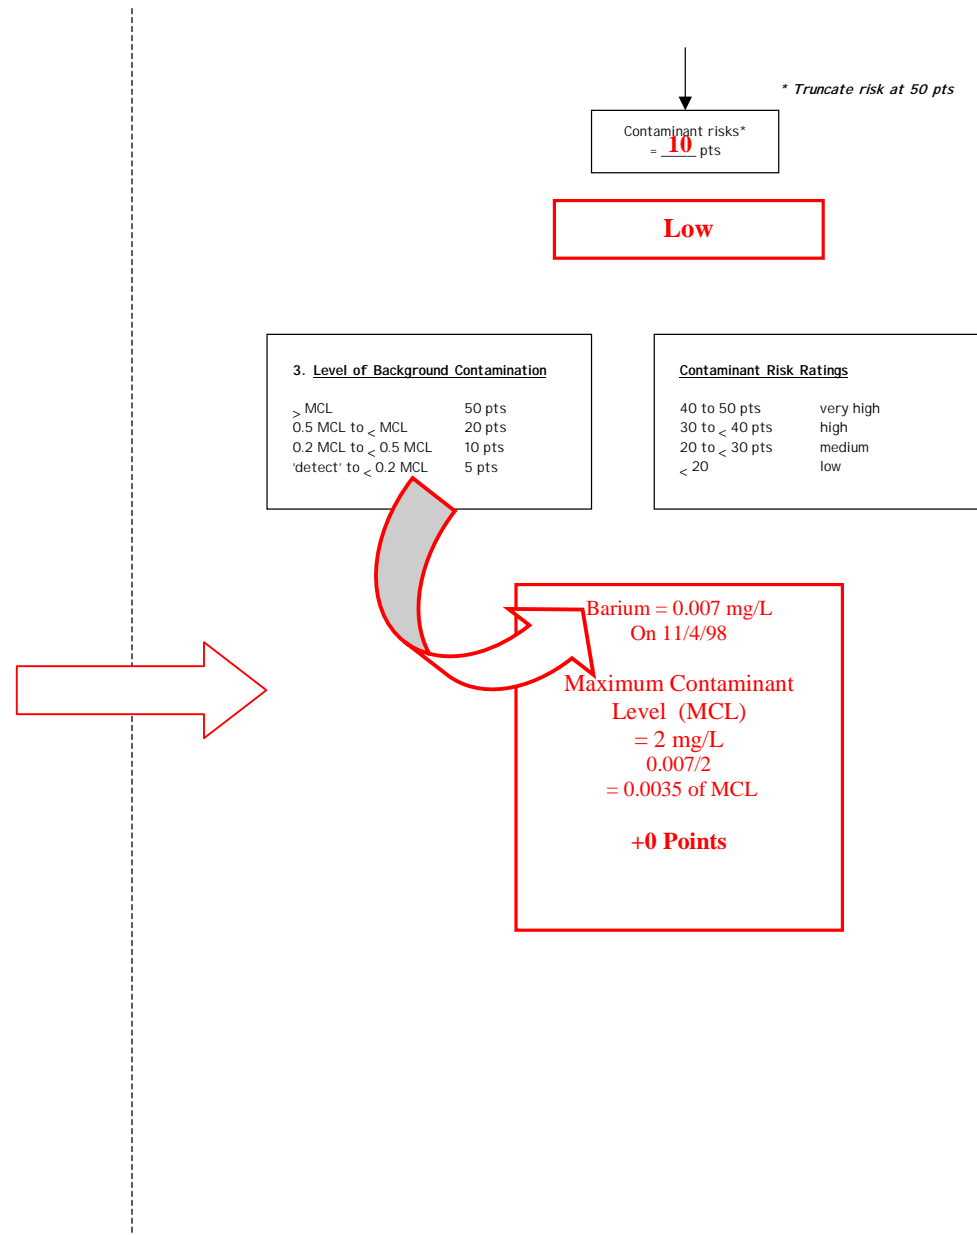 * Truncate risk at 50 pts
Contaminant risks*
= 10 pts
Low
3. Level of Background Contamination
> MCL 50 pts
0.5 MCL to < MCL 20 pts
0.2 MCL to < 0.5 MCL 10 pts
'detect' to < 0.2 MCL 5 pts
Contaminant Risk Ratings
40 to 50 pts very high
30 to < 40 pts high
20 to < 30 pts medium
< 20 low
Barium = 0.007 mg/L
On 11/4/98
Maximum Contaminant
Level (MCL)
= 2 mg/L
0.007/2
= 0.0035 of MCL
+0 Points